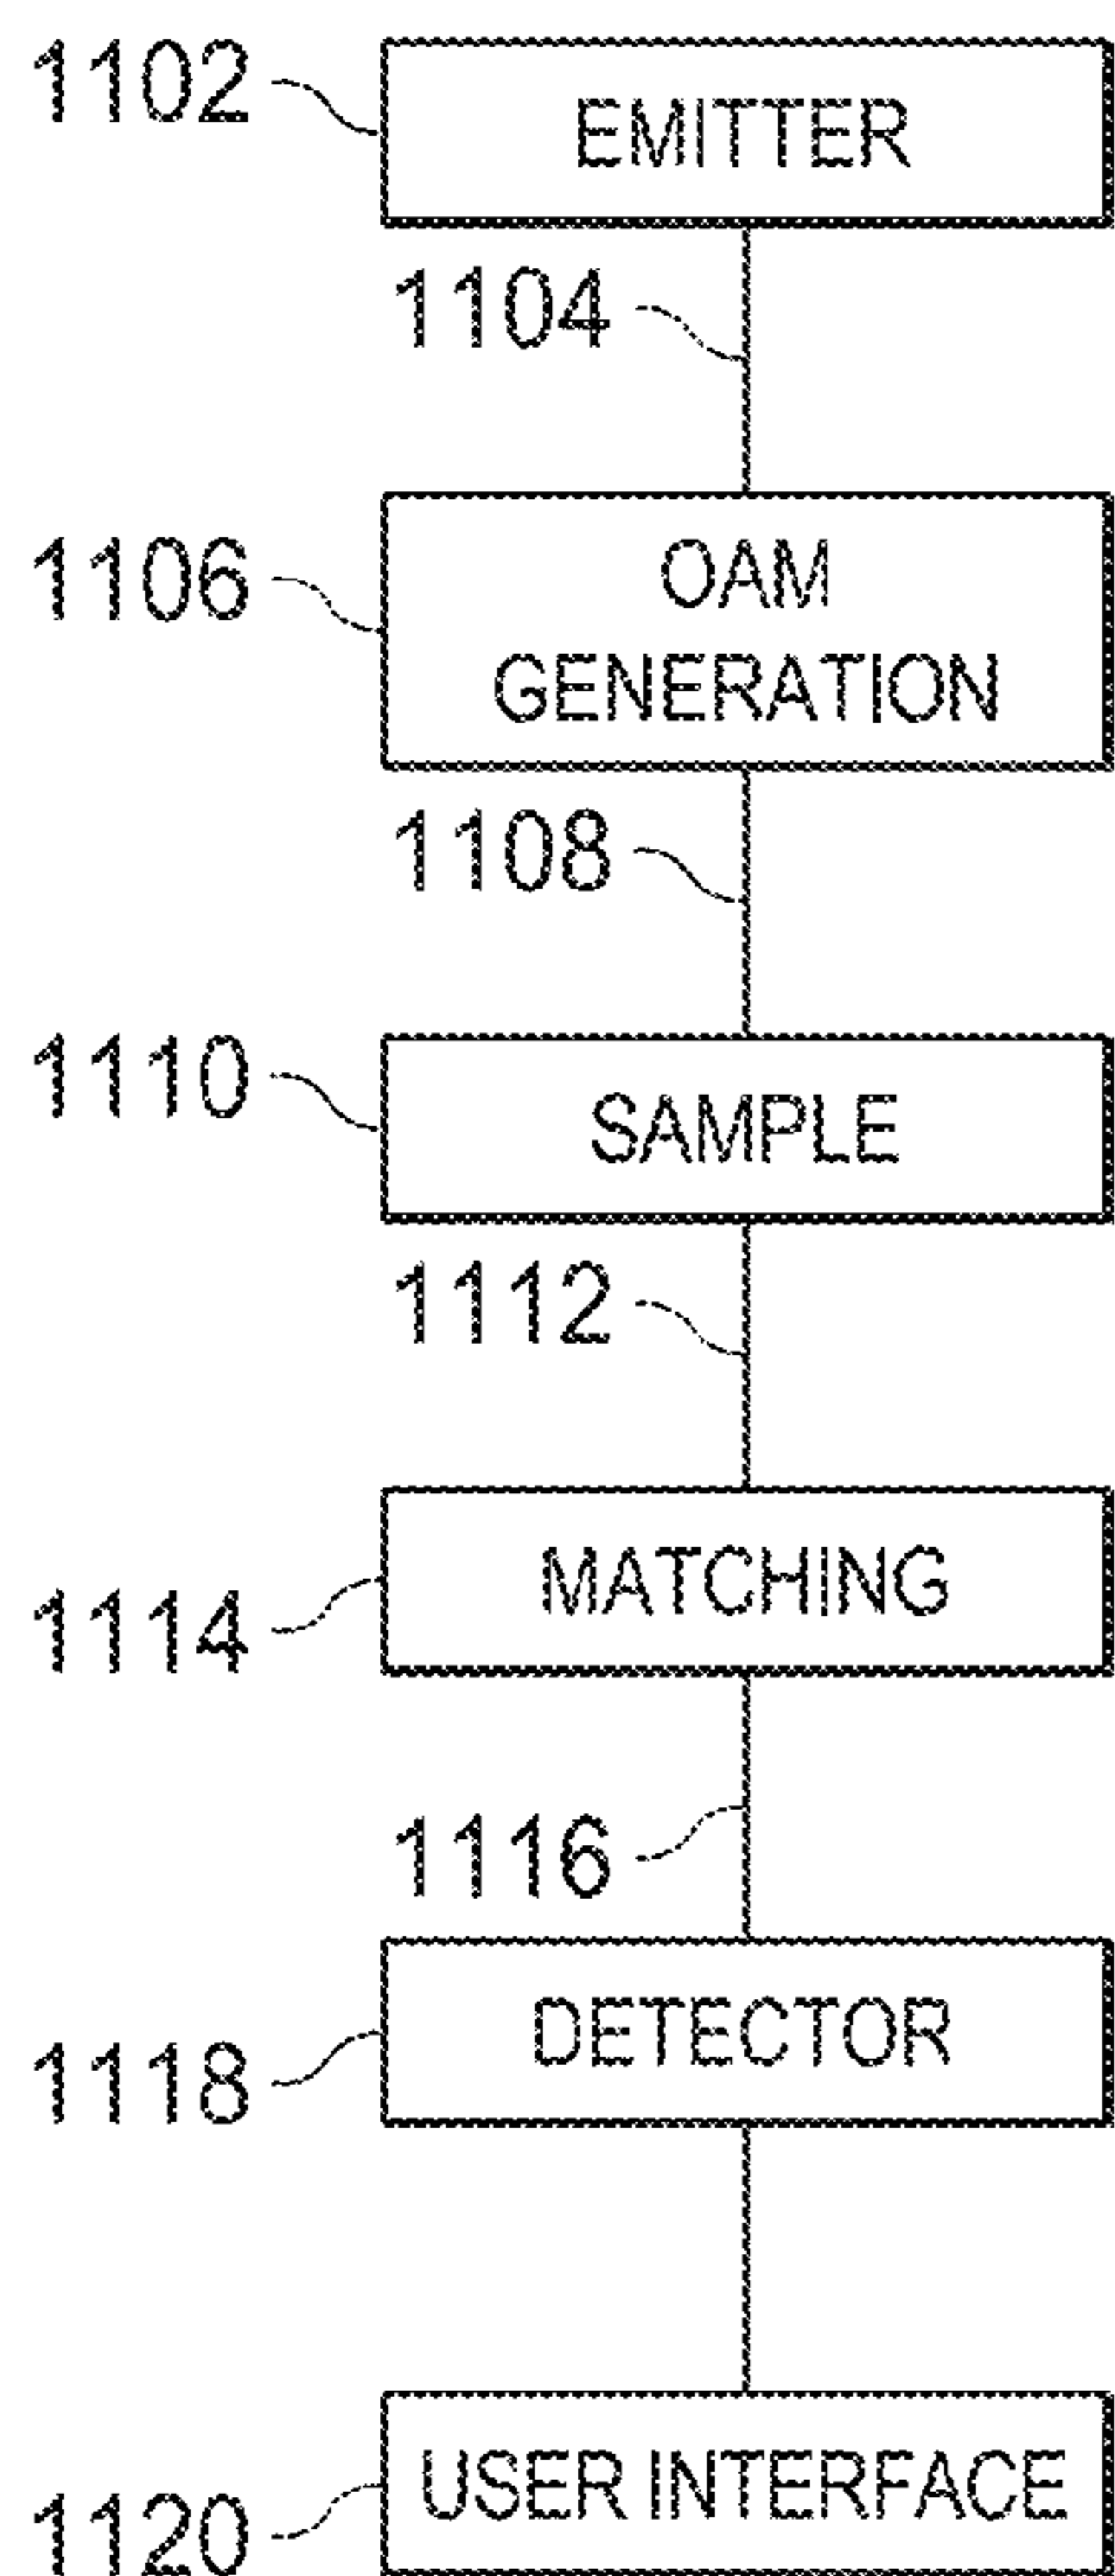 1102
EMITTER
1104
1106
OAM
GENERATION
1108
1110
SAMPLE
1112
MATCHING
1114
1116
DETECTOR
1118
USER INTERFACE
1120